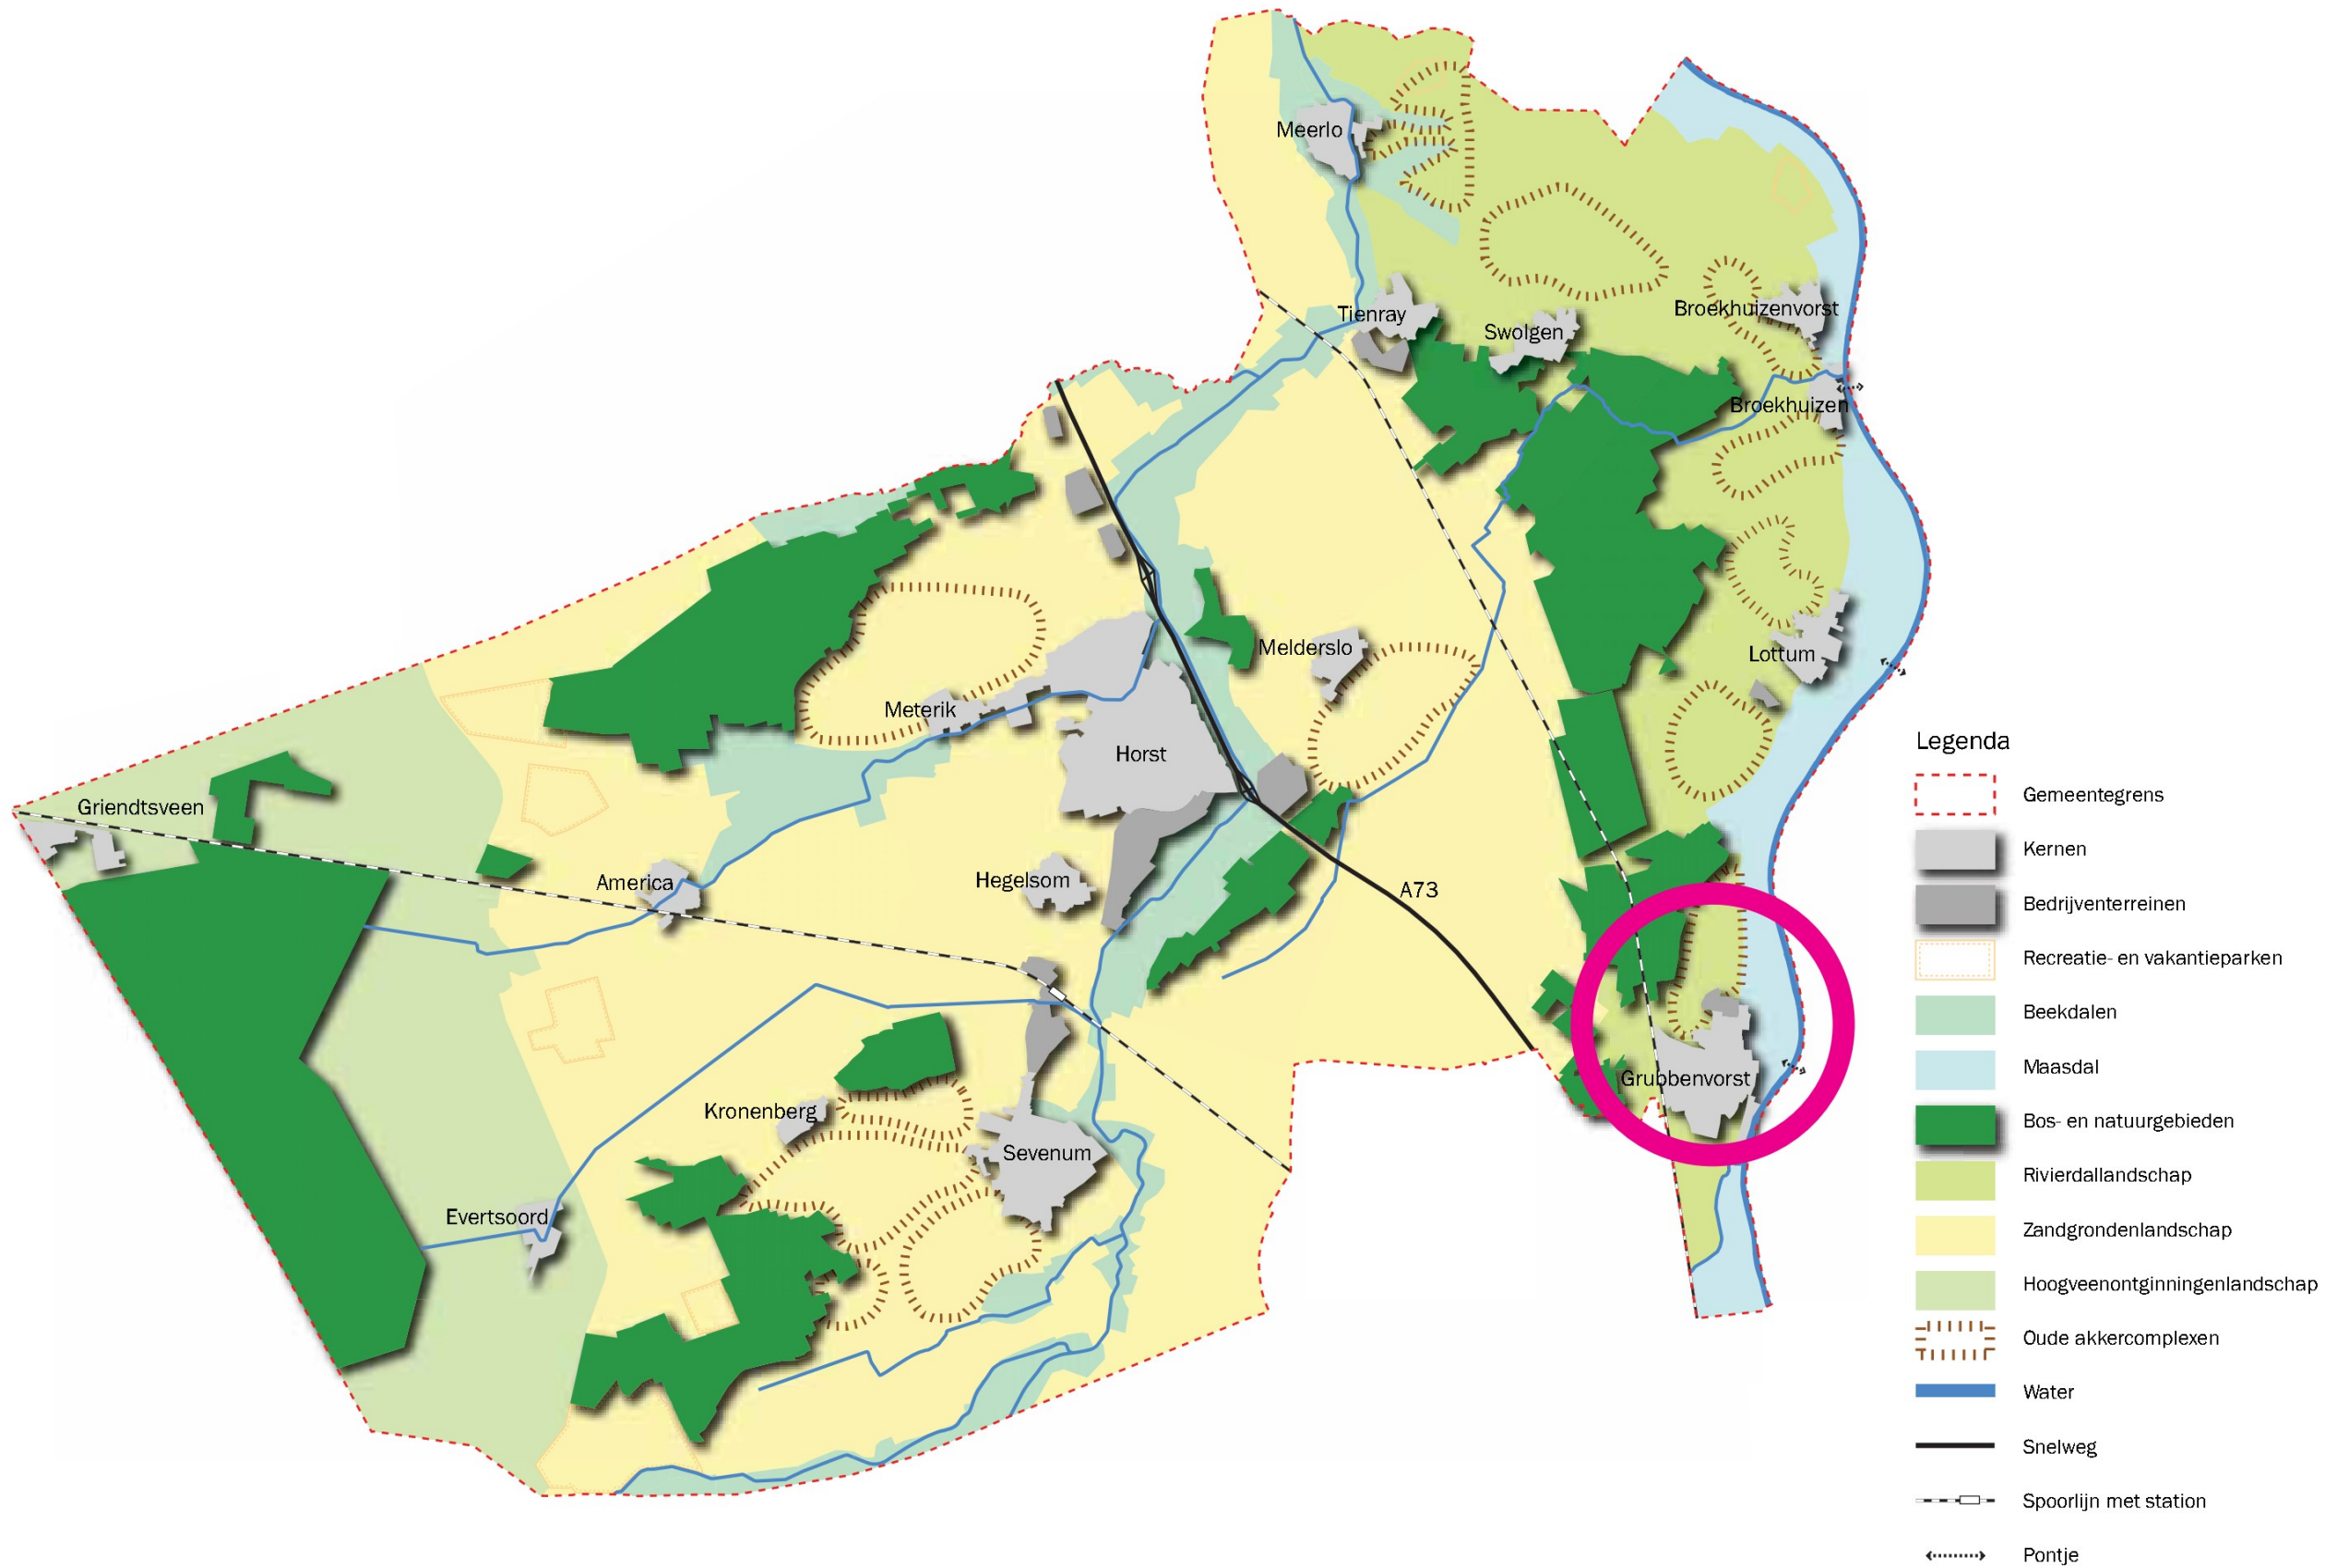 Meerlo
Tienray
Swolgen
Broekhuizenvorst
Broekhuizen
Melderslo
Lottum
Meterik
Horst
Griendtsveen
America
Hegelsom
A73
Grubbenvorst
Kronenberg
Sevenum
Evertsoord
Legenda
Gemeentegrens
Kernen
Bedrijventerreinen
Recreatie- en vakantieparken
Beekdalen
Maasdal
Bos- en natuurgebieden
Rivierdallandschap
Zandgrondenlandschap
Hoogveenontginningenlandschap
Oude akkercomplexen
Water
Snelweg
Spoorlijn met station
Pontje